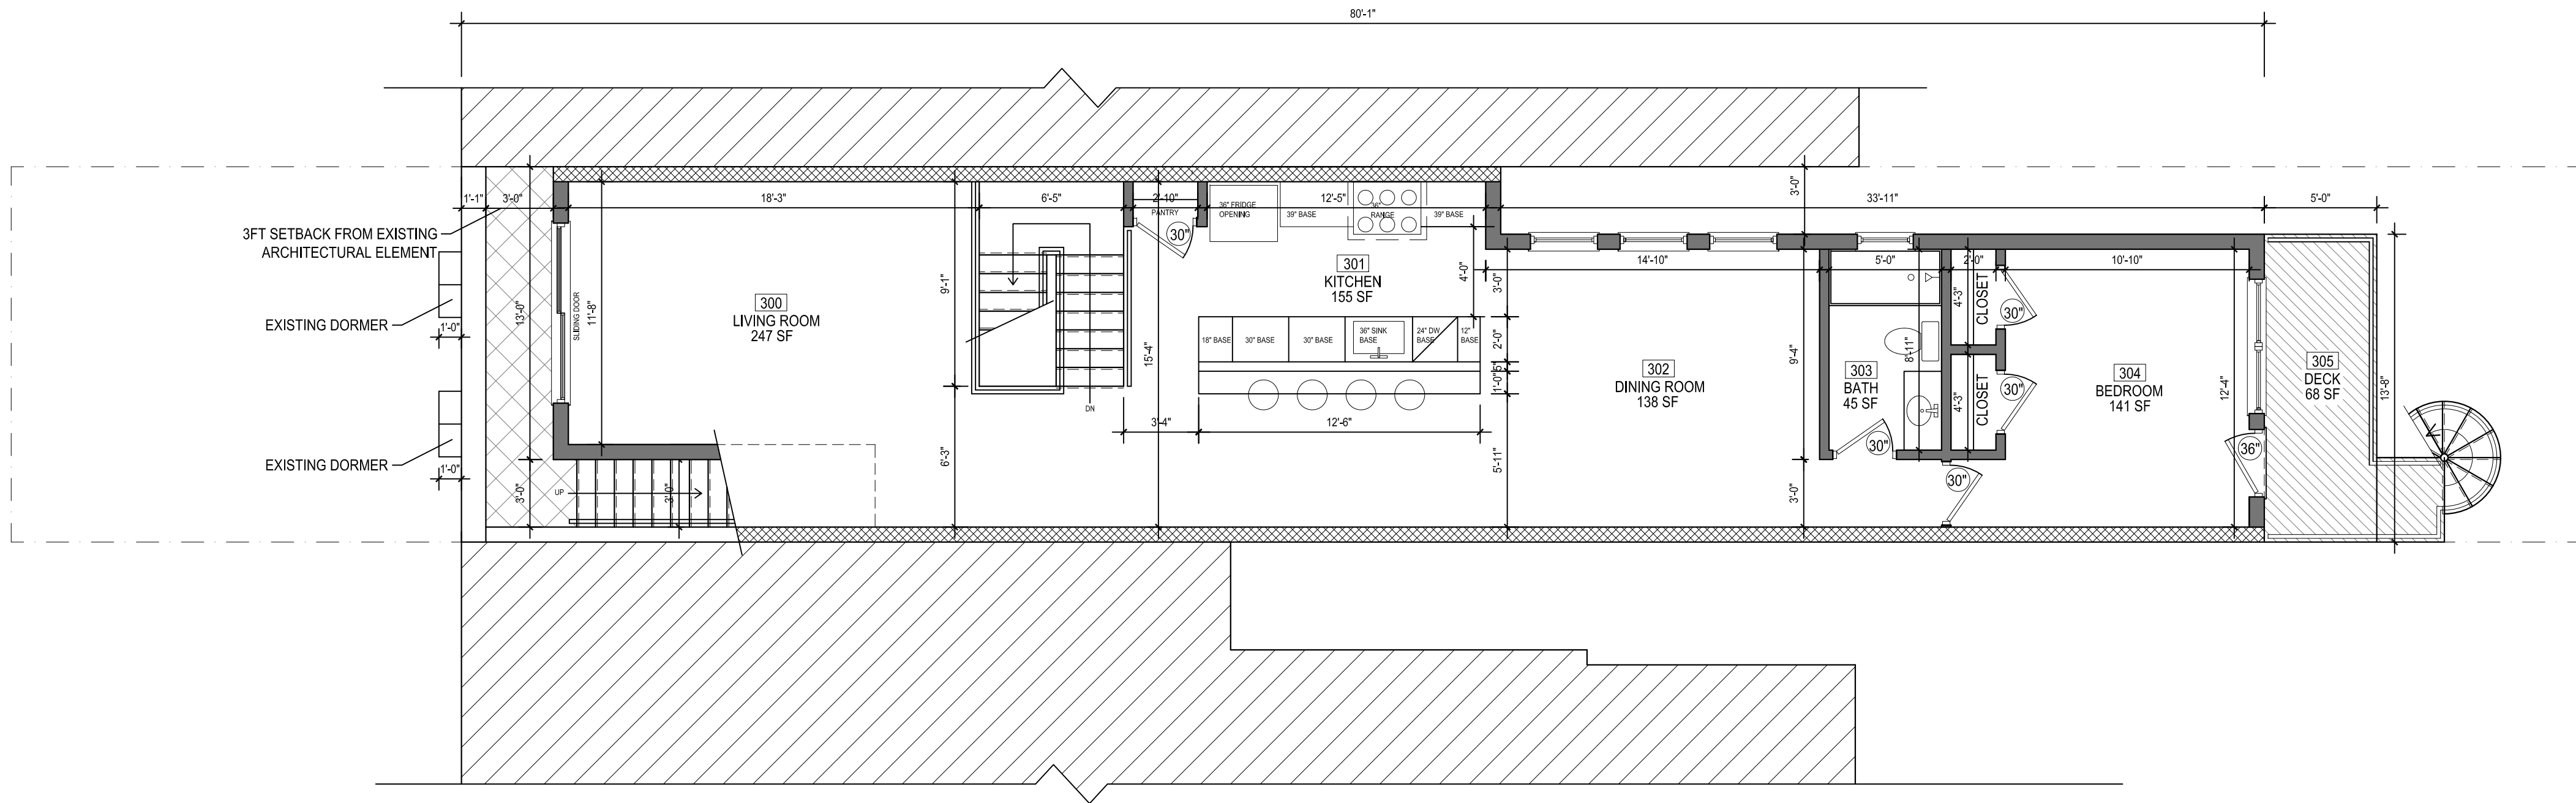 80'-1"
1'-1"
3'-0"
18'-3"
6'-5"
2'-10"
12'-5"
33'-11"
5'-0"
3'-0"
3FT SETBACK FROM EXISTING
ARCHITECTURAL ELEMENT
EXISTING DORMER
1'-0"
EXISTING DORMER
1'-0"
13'-0"
3'-0"
SLIDING DOOR
11'-8"
300
LIVING ROOM
247 SF
UP
3'-0"
9'-1"
6'-3"
DN
PANTRY
30"
15'-4"
3'-4"
36" FRIDGE
OPENING
39" BASE
36"
RANGE
39" BASE
301
KITCHEN
155 SF
4'-0"
18" BASE
30" BASE
30" BASE
36" SINK
BASE
24" DW
BASE
12"
BASE
12'-6"
3'-0"
2'-0"
5"
1'-0"
5'-11"
14'-10"
5'-0"
2'-0"
10'-10"
302
DINING ROOM
138 SF
9'-4"
3'-0"
303
BATH
45 SF
8'-11"
30"
4'-3"
CLOSET
30"
4'-3"
CLOSET
30"
30"
304
BEDROOM
141 SF
12'-4"
36"
305
DECK
68 SF
13'-8"